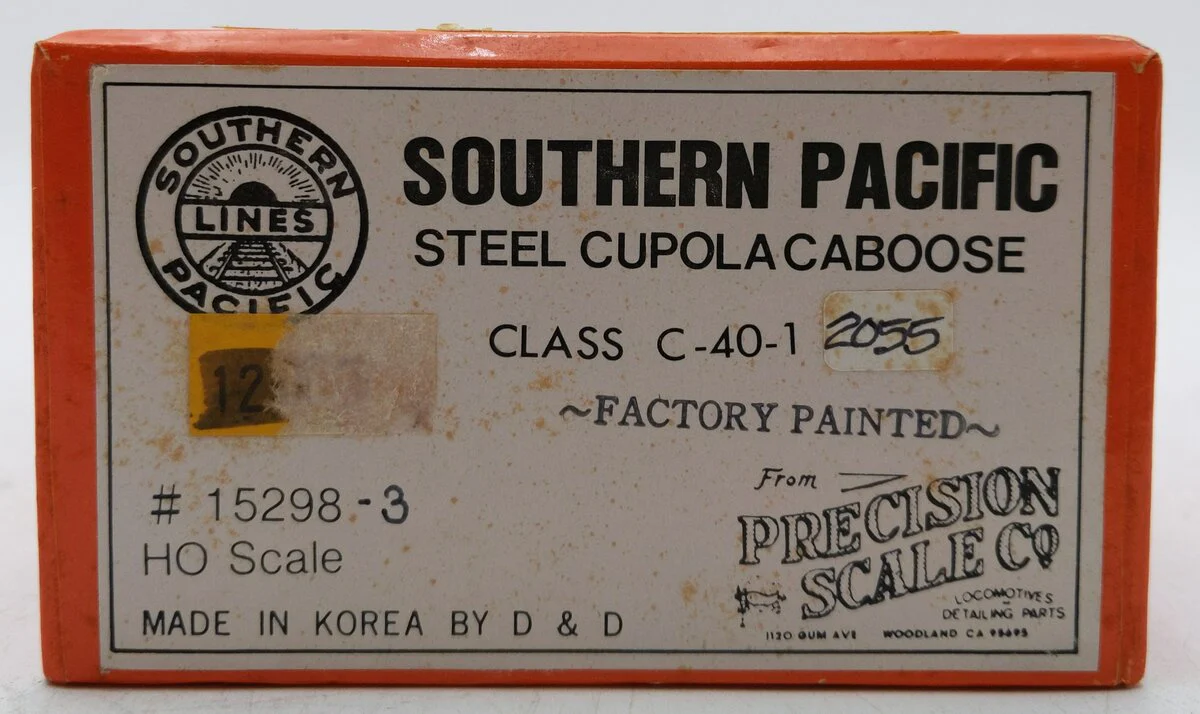 SOUTHERN
LINES
PACIFIC
SOUTHERN PACIFIC
STEEL CUPOLA CABOOSE
CLASS C-40-1 2055
12
~FACTORY PAINTED~
# 15298-3
HO Scale
MADE IN KOREA BY D & D
From
PRECISION
SCALE CO
LOCOMOTIVES
DETAILING PARTS
1120 GUM AVE WOODLAND CA 95695